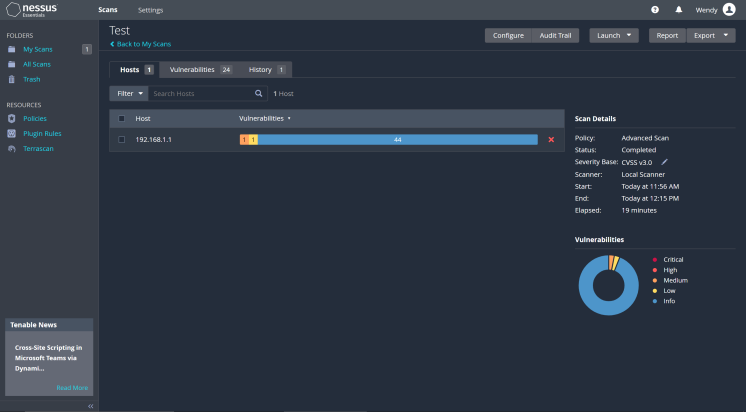 nessus
Essentials
Scans
Settings
Wendy
FOLDERS
My Scans
1
All Scans
Trash
RESOURCES
Policies
Plugin Rules
Terrascan
Tenable News
Cross-Site Scripting in
Microsoft Teams via
Dynami...
Read More
Test
Back to My Scans
Configure
Audit Trail
Launch
Report
Export
Hosts 1
Vulnerabilities 24
History 1
Filter
Search Hosts
1 Host
Host
Vulnerabilities
192.168.1.1
1 1 44
Scan Details
Policy: Advanced Scan
Status: Completed
Severity Base: CVSS v3.0
Scanner: Local Scanner
Start: Today at 11:56 AM
End: Today at 12:15 PM
Elapsed: 19 minutes
Vulnerabilities
Critical
High
Medium
Low
Info